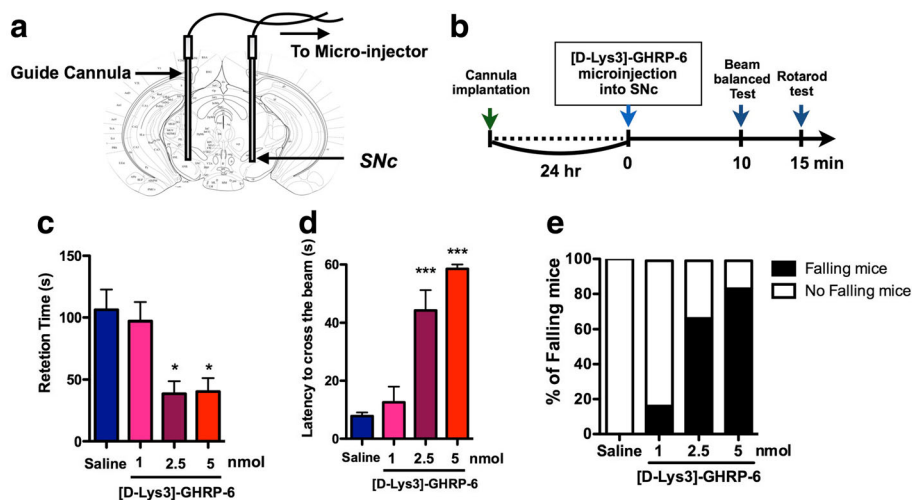 a
To Micro-injector
Guide Cannula
SNc
b
[D-Lys3]-GHRP-6
microinjection
into SNc
Cannula
implantation
Beam
balanced
Test
Rotarod
test
24 hr
0
10
15 min
c
Retetion Time (s)
150
100
50
0
*
*
Saline
1
2.5
5
nmol
[D-Lys3]-GHRP-6
d
Latency to cross the beam (s)
60
40
20
0
***
***
Saline
1
2.5
5
nmol
[D-Lys3]-GHRP-6
e
% of Falling mice
100
80
60
40
20
0
Falling mice
No Falling mice
Saline
1
2.5
5
nmol
[D-Lys3]-GHRP-6